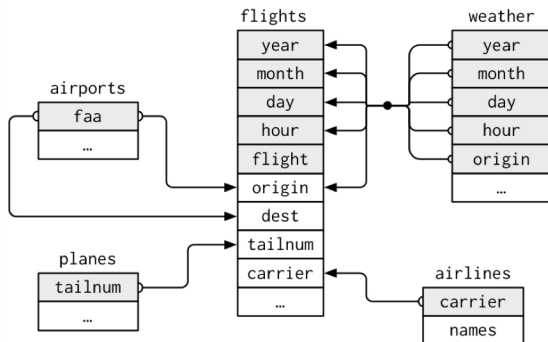 flights
year
month
day
hour
flight
origin
dest
tailnum
carrier
…
weather
year
month
day
hour
origin
…
airports
faa
…
planes
tailnum
…
airlines
carrier
names